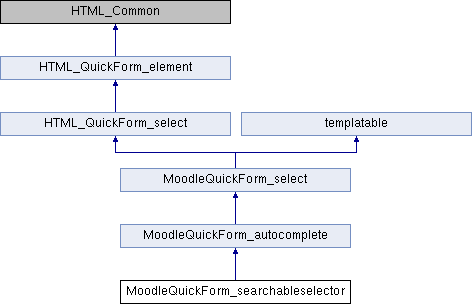 HTML_Common
HTML_QuickForm_element
HTML_QuickForm_select
templatable
MoodleQuickForm_select
MoodleQuickForm_autocomplete
MoodleQuickForm_searchableselector